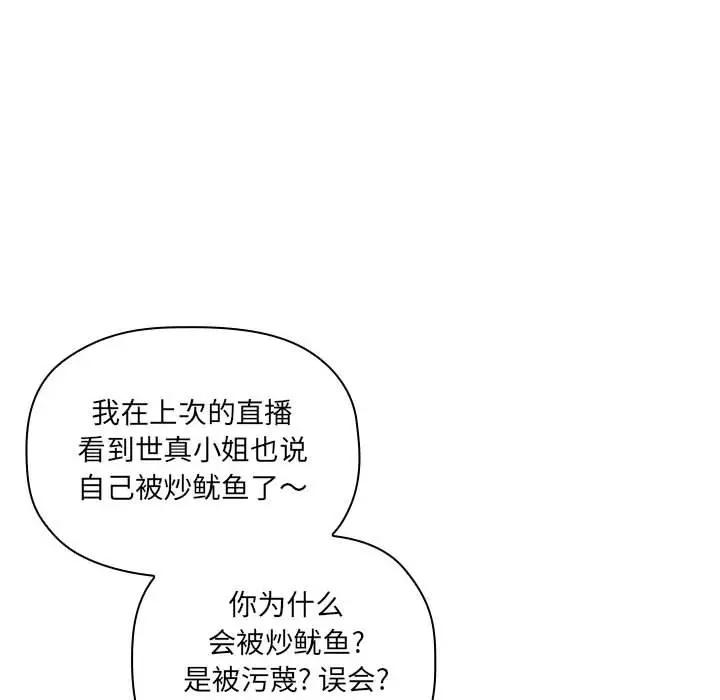 我在上次的直播
看到世真小姐也说
自己被炒鱿鱼了～
你为什么
会被炒鱿鱼?
是被污蔑? 误会?